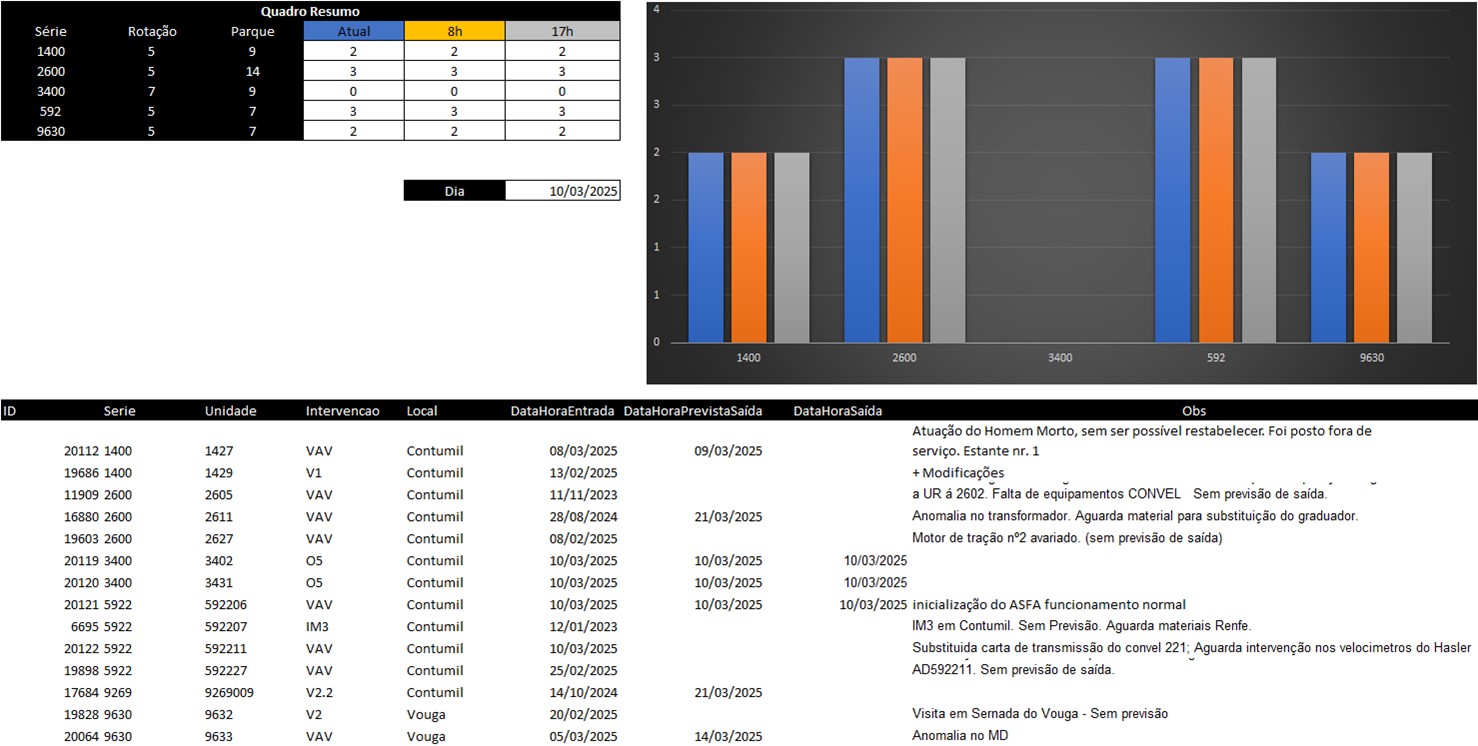 Quadro Resumo
Série Rotação Parque Atual 8h 17h
1400 5 9 2 2 2
2600 5 14 3 3 3
3400 7 9 0 0 0
592 5 7 3 3 3
9630 5 7 2 2 2
Dia 10/03/2025
4
3
3
2
2
1
1
0
1400 2600 3400 592 9630
ID Serie Unidade Intervencao Local DataHoraEntrada DataHoraPrevistaSaída DataHoraSaída Obs
Atuação do Homem Morto, sem ser possível restabelecer. Foi posto fora de
20112 1400 1427 VAV Contumil 08/03/2025 09/03/2025 serviço. Estante nr. 1
19686 1400 1429 V1 Contumil 13/02/2025 + Modificações
11909 2600 2605 VAV Contumil 11/11/2023 a UR á 2602. Falta de equipamentos CONVEL Sem previsão de saída.
16880 2600 2611 VAV Contumil 28/08/2024 21/03/2025 Anomalia no transformador. Aguarda material para substituição do graduador.
19603 2600 2627 VAV Contumil 08/02/2025 Motor de tração nº2 avariado. (sem previsão de saída)
20119 3400 3402 O5 Contumil 10/03/2025 10/03/2025 10/03/2025
20120 3400 3431 O5 Contumil 10/03/2025 10/03/2025 10/03/2025
20121 5922 592206 VAV Contumil 10/03/2025 10/03/2025 10/03/2025 inicialização do ASFA funcionamento normal
6695 5922 592207 IM3 Contumil 12/01/2023 IM3 em Contumil. Sem Previsão. Aguarda materiais Renfe.
20122 5922 592211 VAV Contumil 10/03/2025 Substituida carta de transmissão do convel 221; Aguarda intervenção nos velocimetros do Hasler
19898 5922 592227 VAV Contumil 25/02/2025 AD592211. Sem previsão de saída.
17684 9269 9269009 V2.2 Contumil 14/10/2024 21/03/2025
19828 9630 9632 V2 Vouga 20/02/2025 Visita em Sernada do Vouga - Sem previsão
20064 9630 9633 VAV Vouga 05/03/2025 14/03/2025 Anomalia no MD